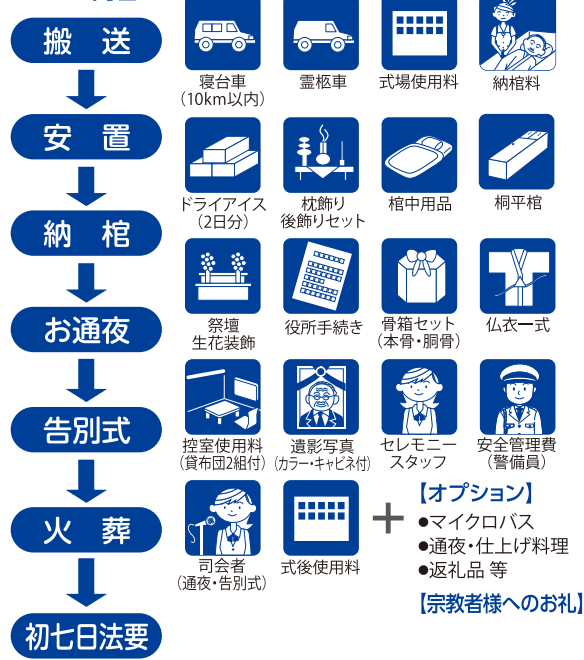 搬 送
安 置
納 棺
お通夜
告別式
火 葬
初七日法要
寝台車
(10km以内)
霊柩車
式場使用料
納棺料
ドライアイス
(2日分)
枕飾り
後飾りセット
棺中用品
桐平棺
祭壇
生花装飾
役所手続き
骨箱セット
(本骨・胴骨)
仏衣一式
控室使用料
(貸布団2組付)
遺影写真
(カラー・キャビネ付)
セレモニー
スタッフ
安全管理費
(警備員)
司会者
(通夜・告別式)
式後使用料
+
【オプション】
●マイクロバス
●通夜・仕上げ料理
●返礼品 等
【宗教者様へのお礼】